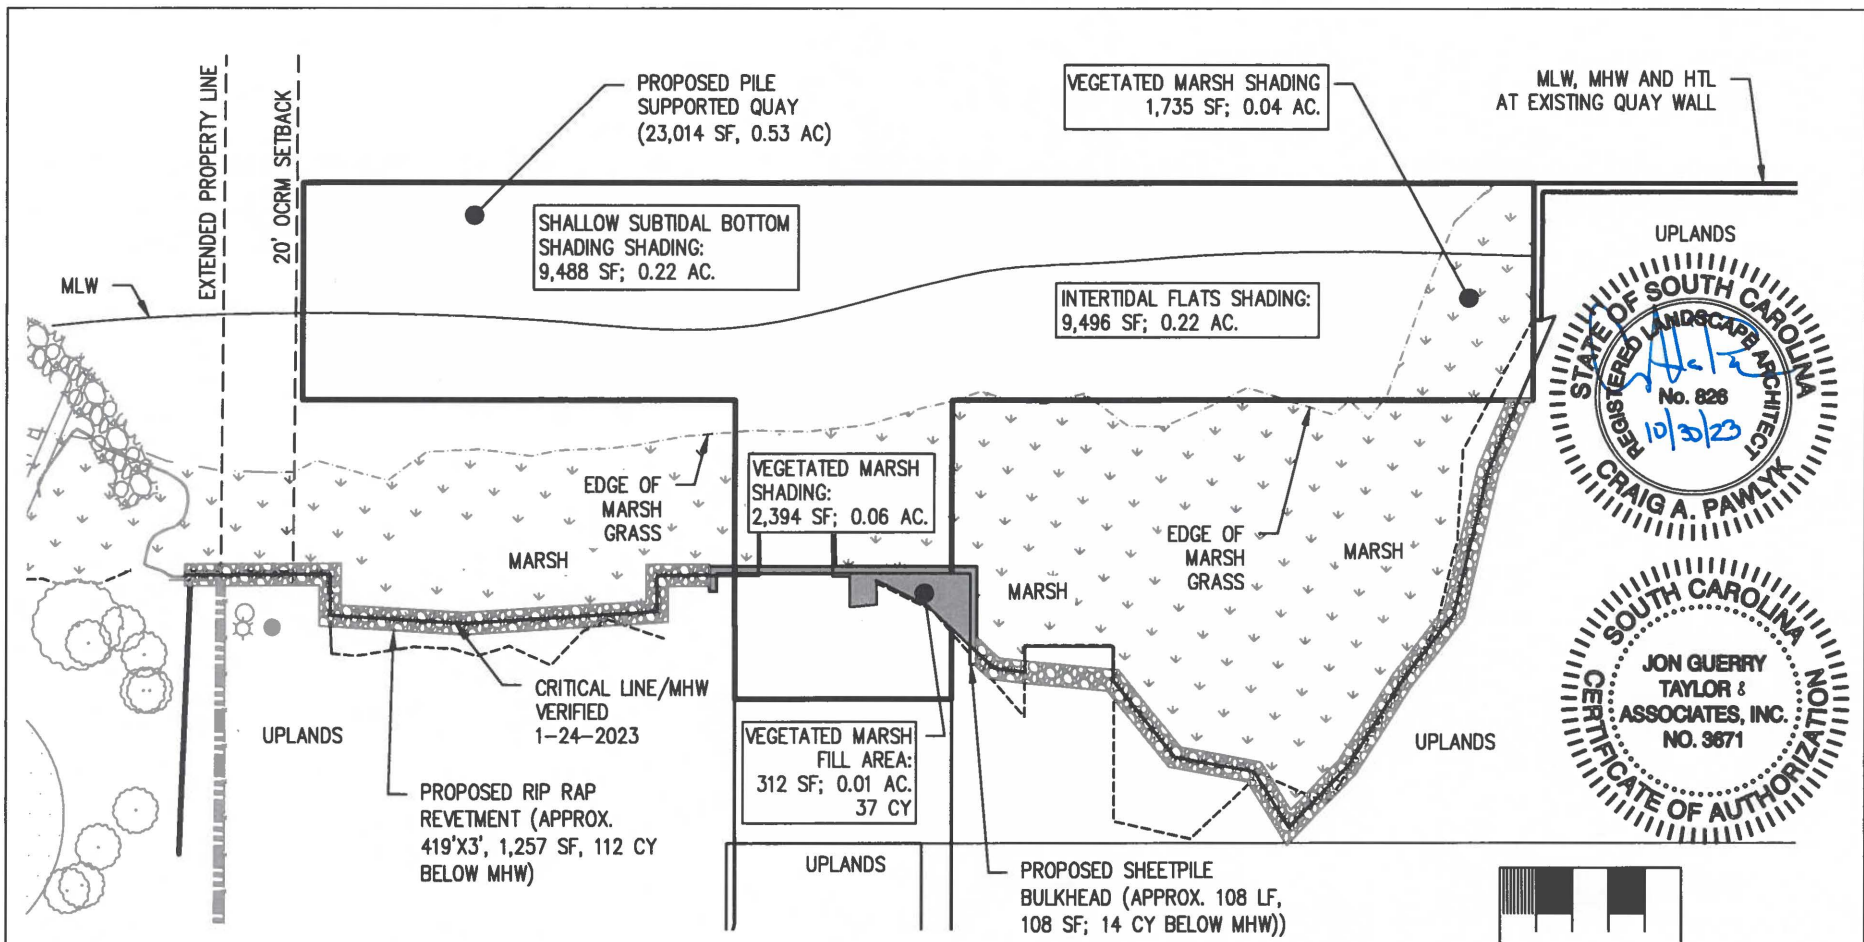 EXTENDED PROPERTY LINE
20' OCRM SETBACK
PROPOSED PILE
SUPPORTED QUAY
(23,014 SF, 0.53 AC)
VEGETATED MARSH SHADING
1,735 SF; 0.04 AC.
MLW, MHW AND HTL
AT EXISTING QUAY WALL
SHALLOW SUBTIDAL BOTTOM
SHADING SHADING:
9,488 SF; 0.22 AC.
UPLANDS
MLW
INTERTIDAL FLATS SHADING:
9,496 SF; 0.22 AC.
STATE OF SOUTH CAROLINA
REGISTERED LANDSCAPE ARCHITECT
No. 826
10/30/23
CRAIG A. PAWLYK
EDGE OF
MARSH
GRASS
VEGETATED MARSH
SHADING:
2,394 SF; 0.06 AC.
EDGE OF
MARSH
GRASS
MARSH
MARSH
MARSH
CRITICAL LINE/MHW
VERIFIED
1-24-2023
UPLANDS
VEGETATED MARSH
FILL AREA:
312 SF; 0.01 AC.
37 CY
UPLANDS
SOUTH CAROLINA
JON GUERRY
TAYLOR &
ASSOCIATES, INC.
NO. 3671
CERTIFICATE OF AUTHORIZATION
PROPOSED RIP RAP
REVETMENT (APPROX.
419'X3', 1,257 SF, 112 CY
BELOW MHW)
UPLANDS
PROPOSED SHEETPILE
BULKHEAD (APPROX. 108 LF,
108 SF; 14 CY BELOW MHW))